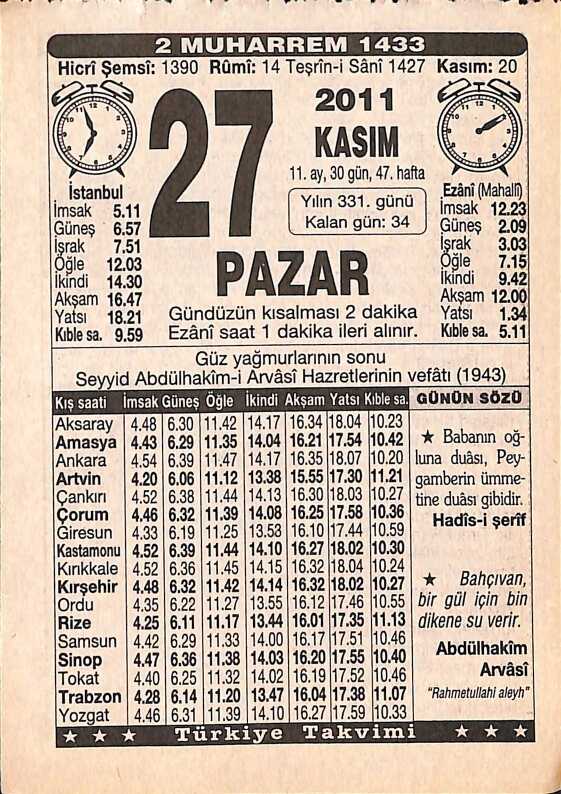 2 MUHARREM 1433
Hicrî Şemsî: 1390 Rûmî: 14 Teşrîn-i Sânî 1427 Kasım: 20
27
2011
KASIM
11. ay, 30 gün, 47. hafta
Yılın 331. günü
Kalan gün: 34
PAZAR
Gündüzün kısalması 2 dakika
Ezânî saat 1 dakika ileri alınır.
İstanbul
İmsak 5.11
Güneş 6.57
İşrak 7.51
Öğle 12.03
İkindi 14.30
Akşam 16.47
Yatsı 18.21
Kıble sa. 9.59
Ezânî (Mahallî)
İmsak 12.23
Güneş 2.09
İşrak 3.03
Öğle 7.15
İkindi 9.42
Akşam 12.00
Yatsı 1.34
Kıble sa. 5.11
Güz yağmurlarının sonu
Seyyid Abdülhakîm-i Arvâsî Hazretlerinin vefâtı (1943)
Kış saati İmsak Güneş Öğle İkindi Akşam Yatsı Kıble sa.
Aksaray 4.48 6.30 11.42 14.17 16.34 18.04 10.23
Amasya 4.43 6.29 11.35 14.04 16.21 17.54 10.42
Ankara 4.54 6.39 11.47 14.17 16.35 18.07 10.20
Artvin 4.20 6.06 11.12 13.38 15.55 17.30 11.21
Çankırı 4.52 6.38 11.44 14.13 16.30 18.03 10.27
Çorum 4.46 6.32 11.39 14.08 16.25 17.58 10.36
Giresun 4.33 6.19 11.25 13.53 16.10 17.44 10.59
Kastamonu 4.52 6.39 11.44 14.10 16.27 18.02 10.30
Kırıkkale 4.52 6.36 11.45 14.15 16.32 18.04 10.24
Kırşehir 4.48 6.32 11.42 14.14 16.32 18.02 10.27
Ordu 4.35 6.22 11.27 13.55 16.12 17.46 10.55
Rize 4.25 6.11 11.17 13.44 16.01 17.35 11.13
Samsun 4.42 6.29 11.33 14.00 16.17 17.51 10.46
Sinop 4.47 6.36 11.38 14.03 16.20 17.55 10.40
Tokat 4.40 6.25 11.32 14.02 16.19 17.52 10.46
Trabzon 4.28 6.14 11.20 13.47 16.04 17.38 11.07
Yozgat 4.46 6.31 11.39 14.10 16.27 17.59 10.33
GÜNÜN SÖZÜ
★ Babanın oğ-
luna duâsı, Pey-
gamberin ümme-
tine duâsı gibidir.
Hadîs-i şerîf
★ Bahçıvan,
bir gül için bin
dikene su verir.
Abdülhakîm
Arvâsî
"Rahmetullahi aleyh"
★ ★ ★ Türkiye Takvimi ★ ★ ★